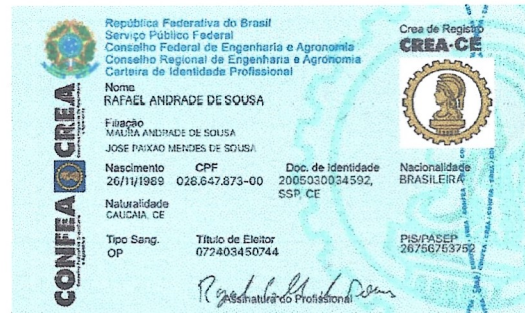 República Federativa do Brasil
Serviço Público Federal
Conselho Federal de Engenharia e Agronomia
Conselho Regional de Engenharia e Agronomia
Carteira de Identidade Profissional
Crea de Registro
CREA-CE
CONFEA CREA
Nome
RAFAEL ANDRADE DE SOUSA
Filiação
MAURA ANDRADE DE SOUSA
JOSE PAIXAO MENDES DE SOUSA
Nascimento CPF Doc. de Identidade Nacionalidade
26/11/1989 028.647.873-00 2005030034592, BRASILEIRA
SSP, CE
Naturalidade
CAUCAIA, CE
Tipo Sang. Título de Eleitor PIS/PASEP
OP 072403450744 26756753752
Assinatura do Profissional